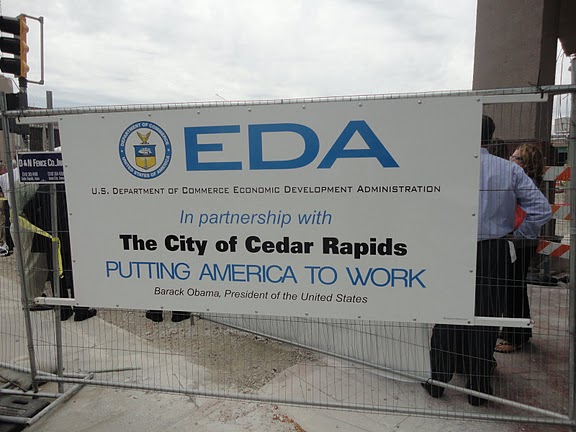 EDA
DEPARTMENT OF COMMERCE
UNITED STATES OF AMERICA
U.S. DEPARTMENT OF COMMERCE ECONOMIC DEVELOPMENT ADMINISTRATION
In partnership with
The City of Cedar Rapids
PUTTING AMERICA TO WORK
Barack Obama, President of the United States
D & N FENCE CO., INC.